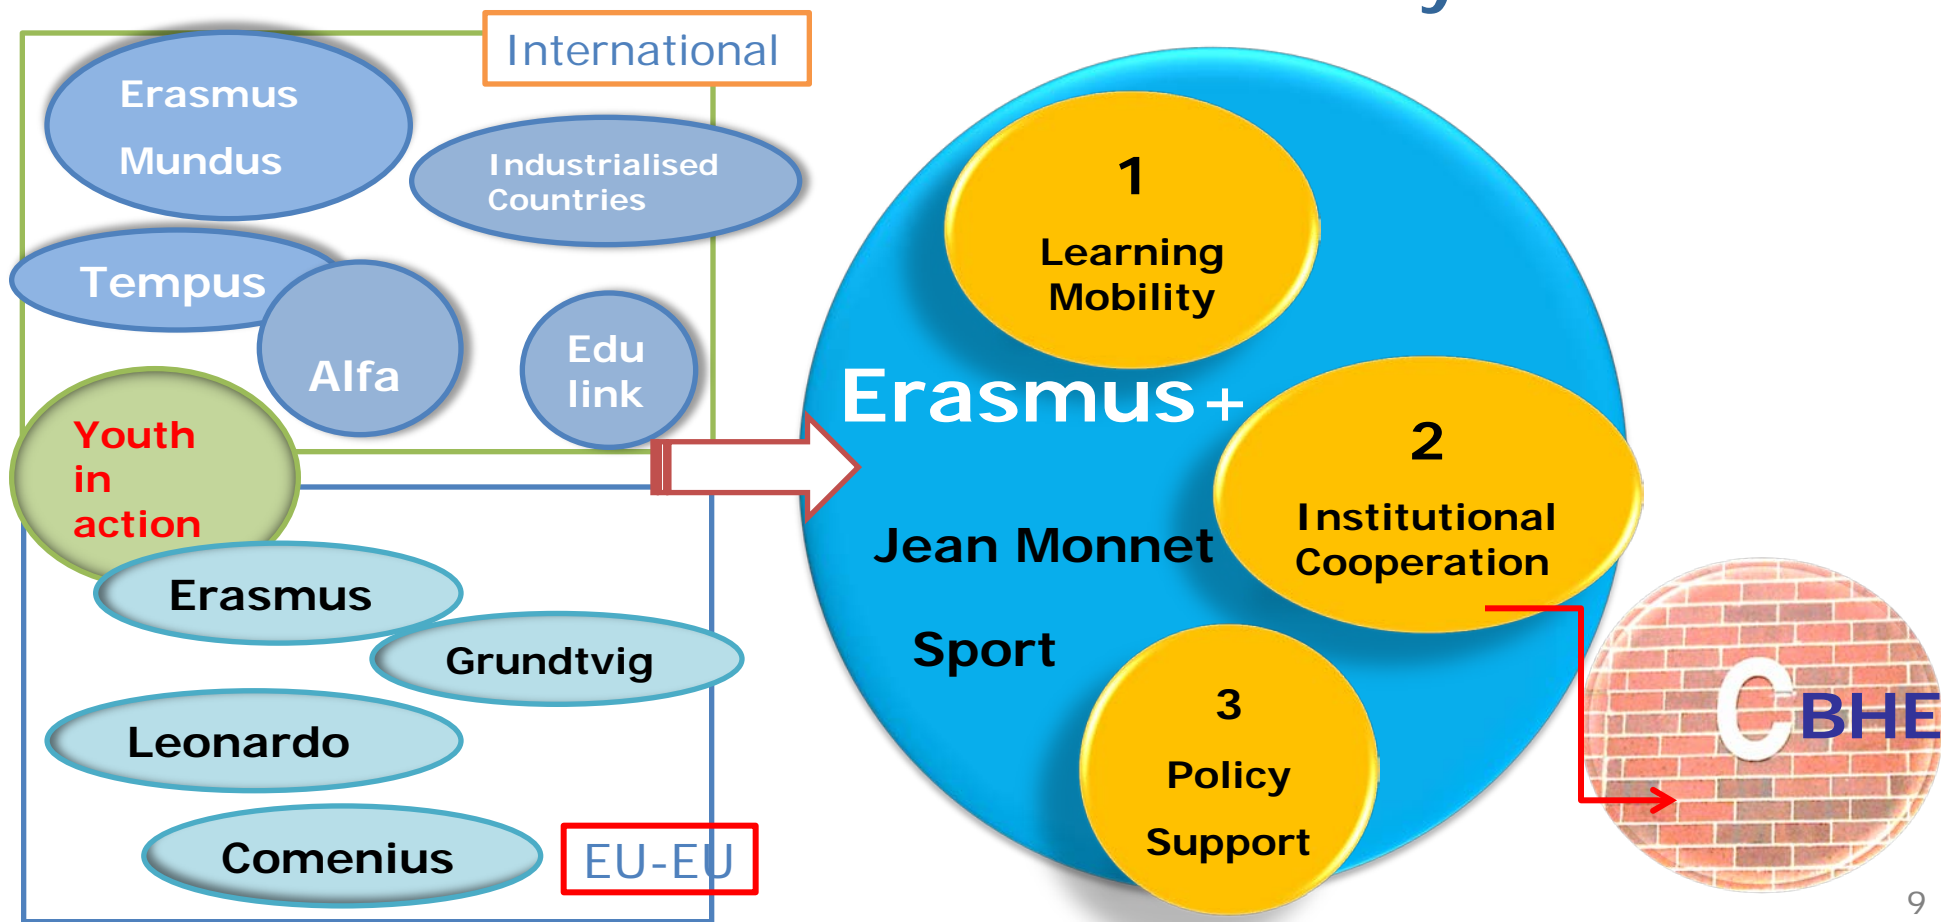 International
Erasmus
Mundus
Industrialised
Countries
Tempus
Alfa
Edu
link
Youth
in
action
Erasmus
Grundtvig
Leonardo
Comenius
EU-EU
1
Learning
Mobility
Erasmus+
2
Institutional
Cooperation
Jean Monnet
Sport
3
Policy
Support
CBHE
9